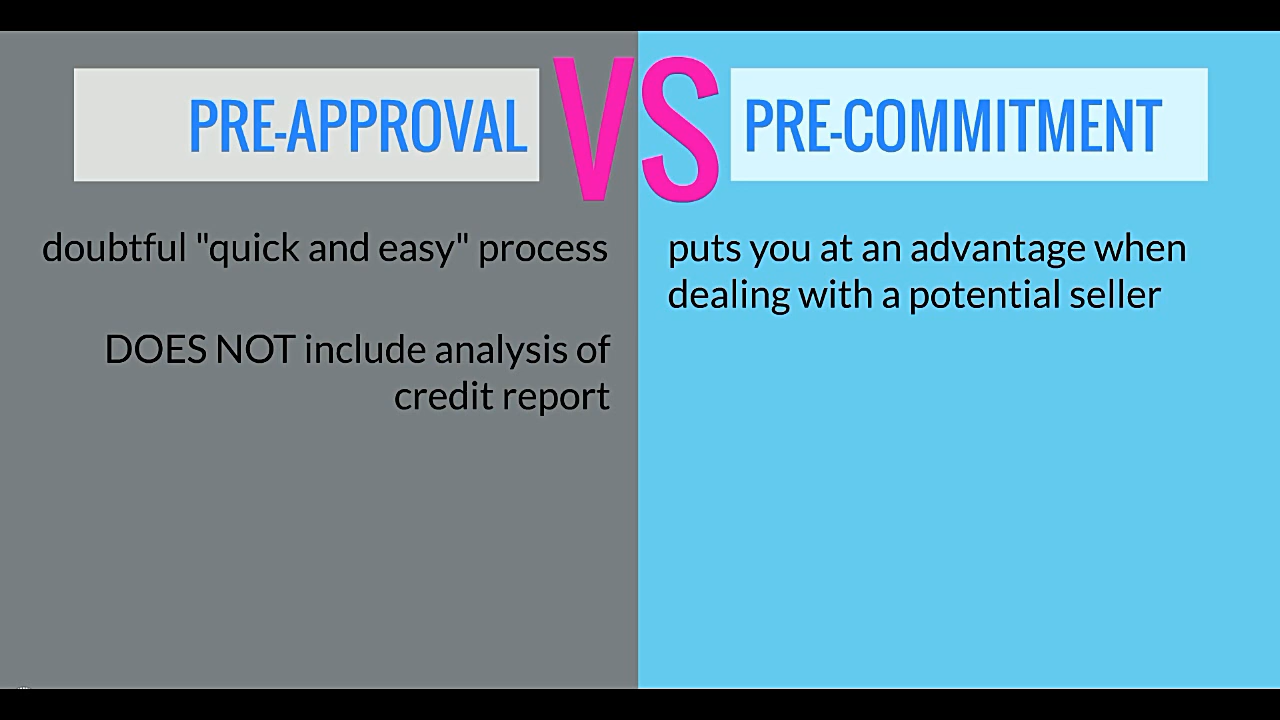 PRE-APPROVAL
VS
PRE-COMMITMENT
doubtful "quick and easy" process
DOES NOT include analysis of
credit report
puts you at an advantage when
dealing with a potential seller